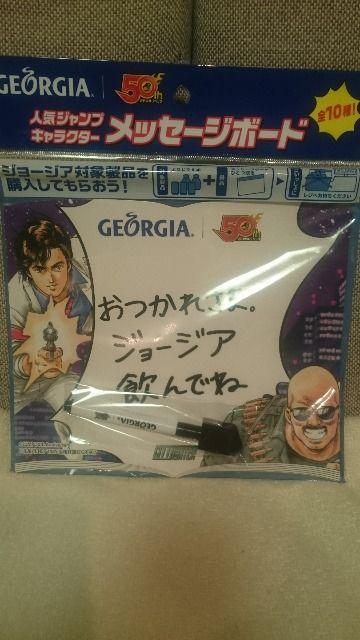 GEORGIA 50th
人気ジャンプ
キャラクター メッセージボード 全10種!
ジョージア対象製品を
購入してもらおう!
GEORGIA 50th
おつかれさま。
ジョージア
飲んでね
GEORGIA
CITY HUNTER